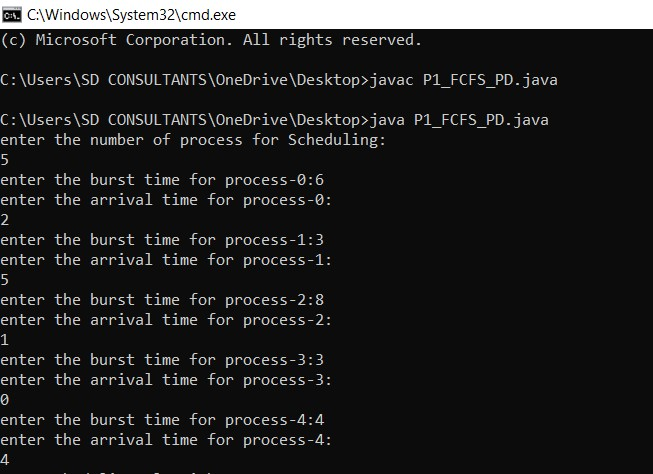 C:\Windows\System32\cmd.exe
(c) Microsoft Corporation. All rights reserved.
C:\Users\SD CONSULTANTS\OneDrive\Desktop>javac P1_FCFS_PD.java
C:\Users\SD CONSULTANTS\OneDrive\Desktop>java P1_FCFS_PD.java
enter the number of process for Scheduling:
5
enter the burst time for process-0:6
enter the arrival time for process-0:
2
enter the burst time for process-1:3
enter the arrival time for process-1:
5
enter the burst time for process-2:8
enter the arrival time for process-2:
1
enter the burst time for process-3:3
enter the arrival time for process-3:
0
enter the burst time for process-4:4
enter the arrival time for process-4:
4